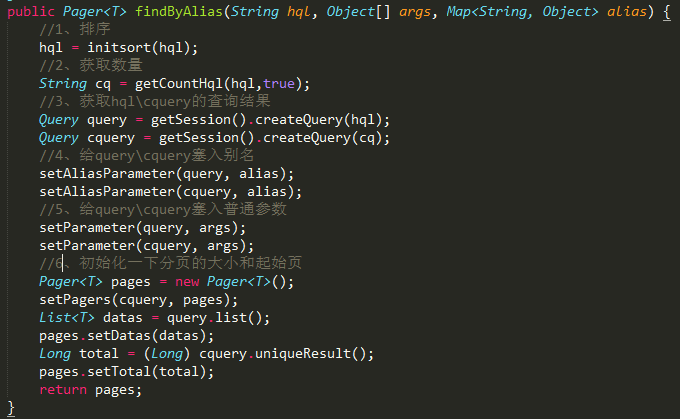 public Pager<T> findByAlias(String hql, Object[] args, Map<String, Object> alias) {
//1、排序
hql = initsort(hql);
//2、获取数量
String cq = getCountHql(hql,true);
//3、获取hql\cquery的查询结果
Query query = getSession().createQuery(hql);
Query cquery = getSession().createQuery(cq);
//4、给query\cquery塞入别名
setAliasParameter(query, alias);
setAliasParameter(cquery, alias);
//5、给query\cquery塞入普通参数
setParameter(query, args);
setParameter(cquery, args);
//6、初始化一下分页的大小和起始页
Pager<T> pages = new Pager<T>();
setPagers(cquery, pages);
List<T> datas = query.list();
pages.setDatas(datas);
Long total = (Long) cquery.uniqueResult();
pages.setTotal(total);
return pages;
}